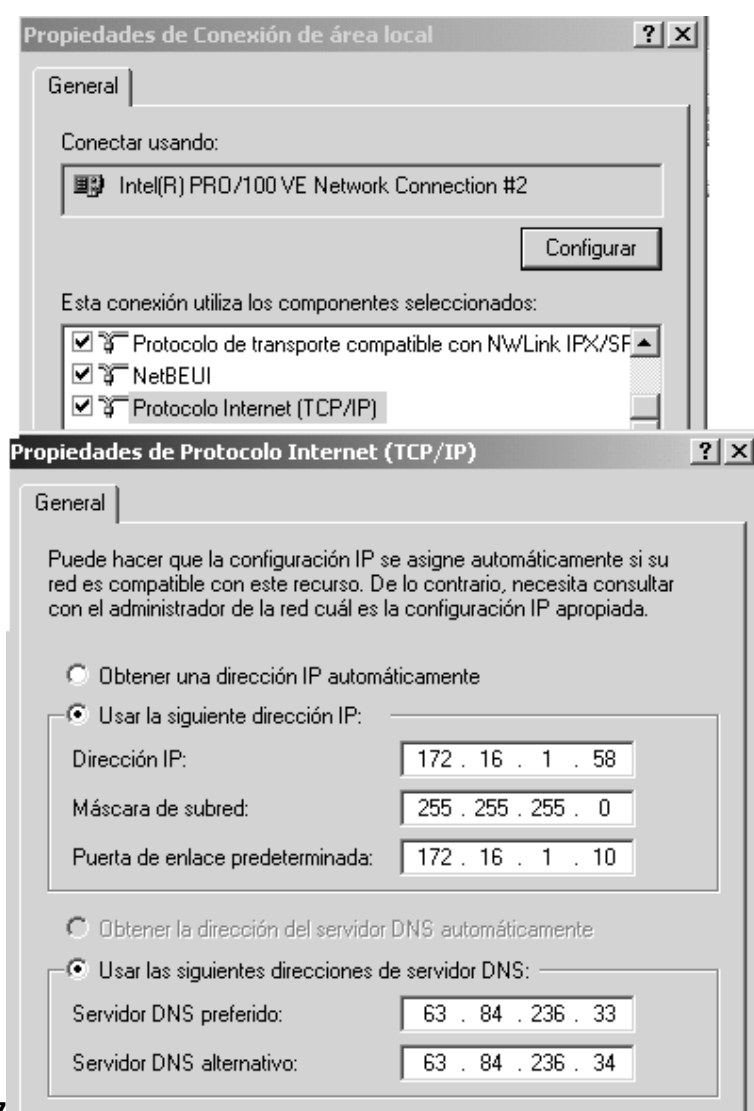 Propiedades de Conexión de área local
General
Conectar usando:
Intel(R) PRO/100 VE Network Connection #2
Configurar
Esta conexión utiliza los componentes seleccionados:
Protocolo de transporte compatible con NWLink IPX/SF
NetBEUI
Protocolo Internet (TCP/IP)
Propiedades de Protocolo Internet (TCP/IP)
General
Puede hacer que la configuración IP se asigne automáticamente si su
red es compatible con este recurso. De lo contrario, necesita consultar
con el administrador de la red cuál es la configuración IP apropiada.
Obtener una dirección IP automáticamente
Usar la siguiente dirección IP:
Dirección IP: 172 . 16 . 1 . 58
Máscara de subred: 255 . 255 . 255 . 0
Puerta de enlace predeterminada: 172 . 16 . 1 . 10
Obtener la dirección del servidor DNS automáticamente
Usar las siguientes direcciones de servidor DNS:
Servidor DNS preferido: 63 . 84 . 236 . 33
Servidor DNS alternativo: 63 . 84 . 236 . 34